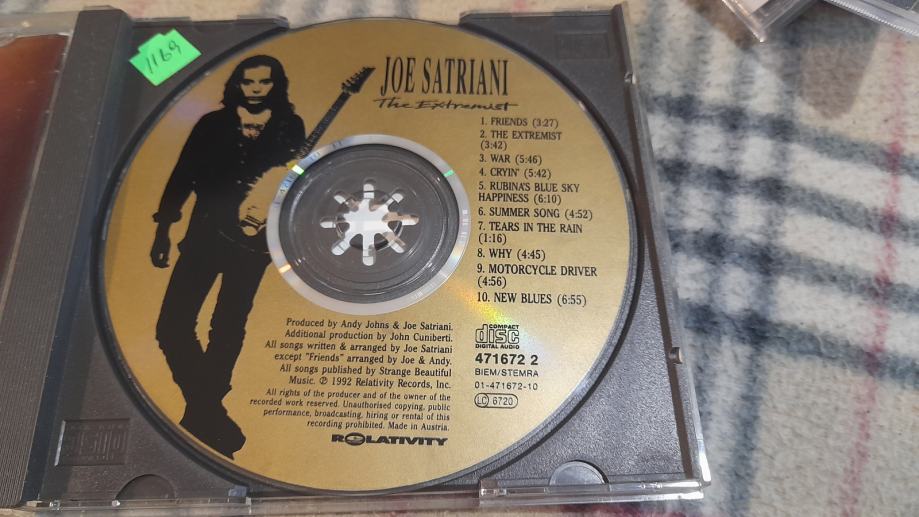 1169
JOE SATRIANI
The Extremist
1. FRIENDS (3:27)
2. THE EXTREMIST
(3:42)
3. WAR (5:46)
4. CRYIN' (5:42)
5. RUBINA'S BLUE SKY
HAPPINESS (6:10)
6. SUMMER SONG (4:52)
7. TEARS IN THE RAIN
(1:16)
8. WHY (4:45)
9. MOTORCYCLE DRIVER
(4:56)
10. NEW BLUES (6:55)
Produced by Andy Johns & Joe Satriani.
Additional production by John Cuniberti.
All songs written & arranged by Joe Satriani
except "Friends" arranged by Joe & Andy.
All songs published by Strange Beautiful
Music. ℗ 1992 Relativity Records, Inc.
All rights of the producer and of the owner of the
recorded work reserved. Unauthorised copying, public
performance, broadcasting, hiring or rental of this
recording prohibited. Made in Austria.
RELATIVITY
COMPACT
disc
DIGITAL AUDIO
471672 2
BIEM/STEMRA
01-471672-10
LC 6720